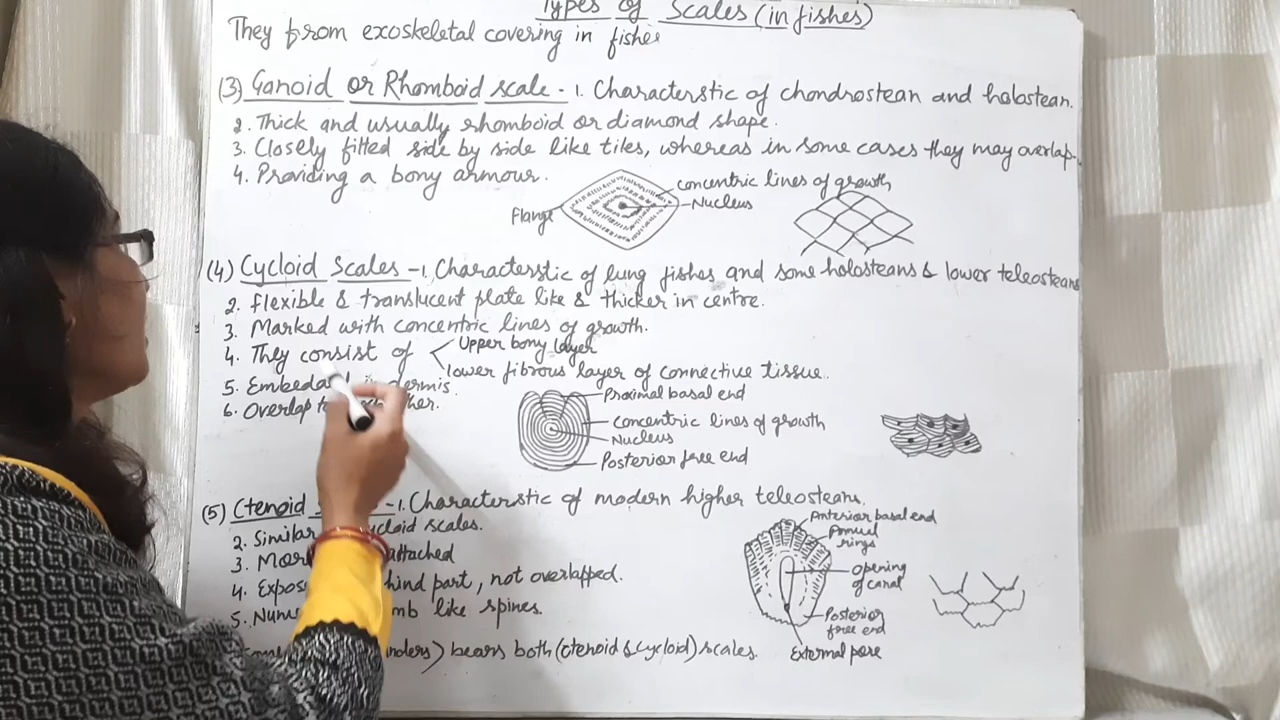 Types of Scales (in fishes)
They from exoskeletal covering in fishes
(3) Ganoid or Rhomboid scale - 1. Characterstic of chondrostean and holostean.
2. Thick and usually rhomboid or diamond shape.
3. Closely fitted side by side like tiles, whereas in some cases they may overlap.
4. Providing a bony armour.
Flange
concentric lines of growth
Nucleus
(4) Cycloid Scales - 1. Characterstic of lung fishes and some holosteans & lower teleosteans
2. Flexible & translucent plate like & thicker in centre.
3. Marked with concentric lines of growth.
4. They consist of
Upper bony layer
lower fibrous layer of connective tissue.
5. dermis.
6. Overlap
Proximal basal end
Concentric lines of growth
Nucleus
Posterior free end
(5) Ctenoid - 1. Characterstic of modern higher teleosteans.
2. Similar cycloid scales.
3. attached
4. hind part, not overlapped.
5. like spines.
bears both (ctenoid & cycloid) scales.
Anterior basal end
Annual
rings
opening
of canal
Posterior
free end
External pore